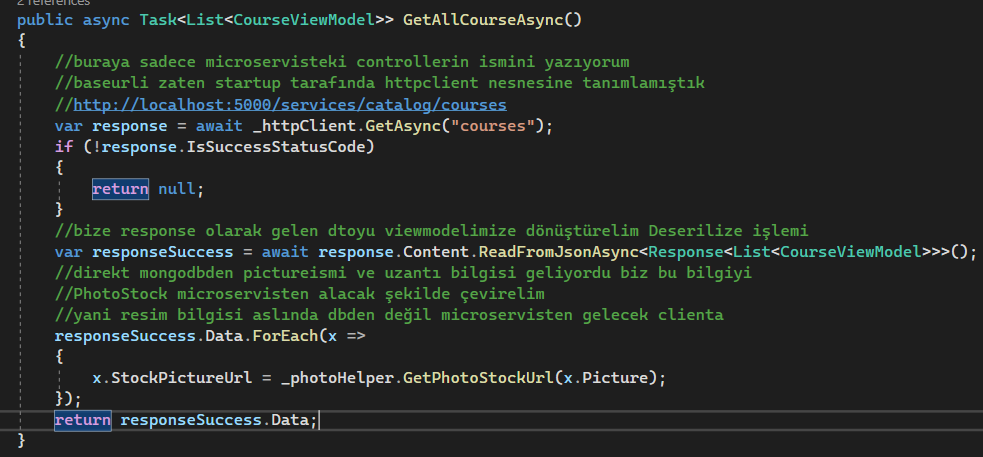 2 references
public async Task<List<CourseViewModel>> GetAllCourseAsync()
{
    //buraya sadece microservisteki controllerin ismini yazıyorum
    //baseurli zaten startup tarafında httpclient nesnesine tanımlamıştık
    //http://localhost:5000/services/catalog/courses
    var response = await _httpClient.GetAsync("courses");
    if (!response.IsSuccessStatusCode)
    {
        return null;
    }
    //bize response olarak gelen dtoyu viewmodelimize dönüştürelim Deserilize işlemi
    var responseSuccess = await response.Content.ReadFromJsonAsync<Response<List<CourseViewModel>>>();
    //direkt mongodbden pictureismi ve uzantı bilgisi geliyordu biz bu bilgiyi
    //PhotoStock microservisten alacak şekilde çevirelim
    //yani resim bilgisi aslında dbden değil microservisten gelecek clienta
    responseSuccess.Data.ForEach(x =>
    {
        x.StockPictureUrl = _photoHelper.GetPhotoStockUrl(x.Picture);
    });
    return responseSuccess.Data;
}